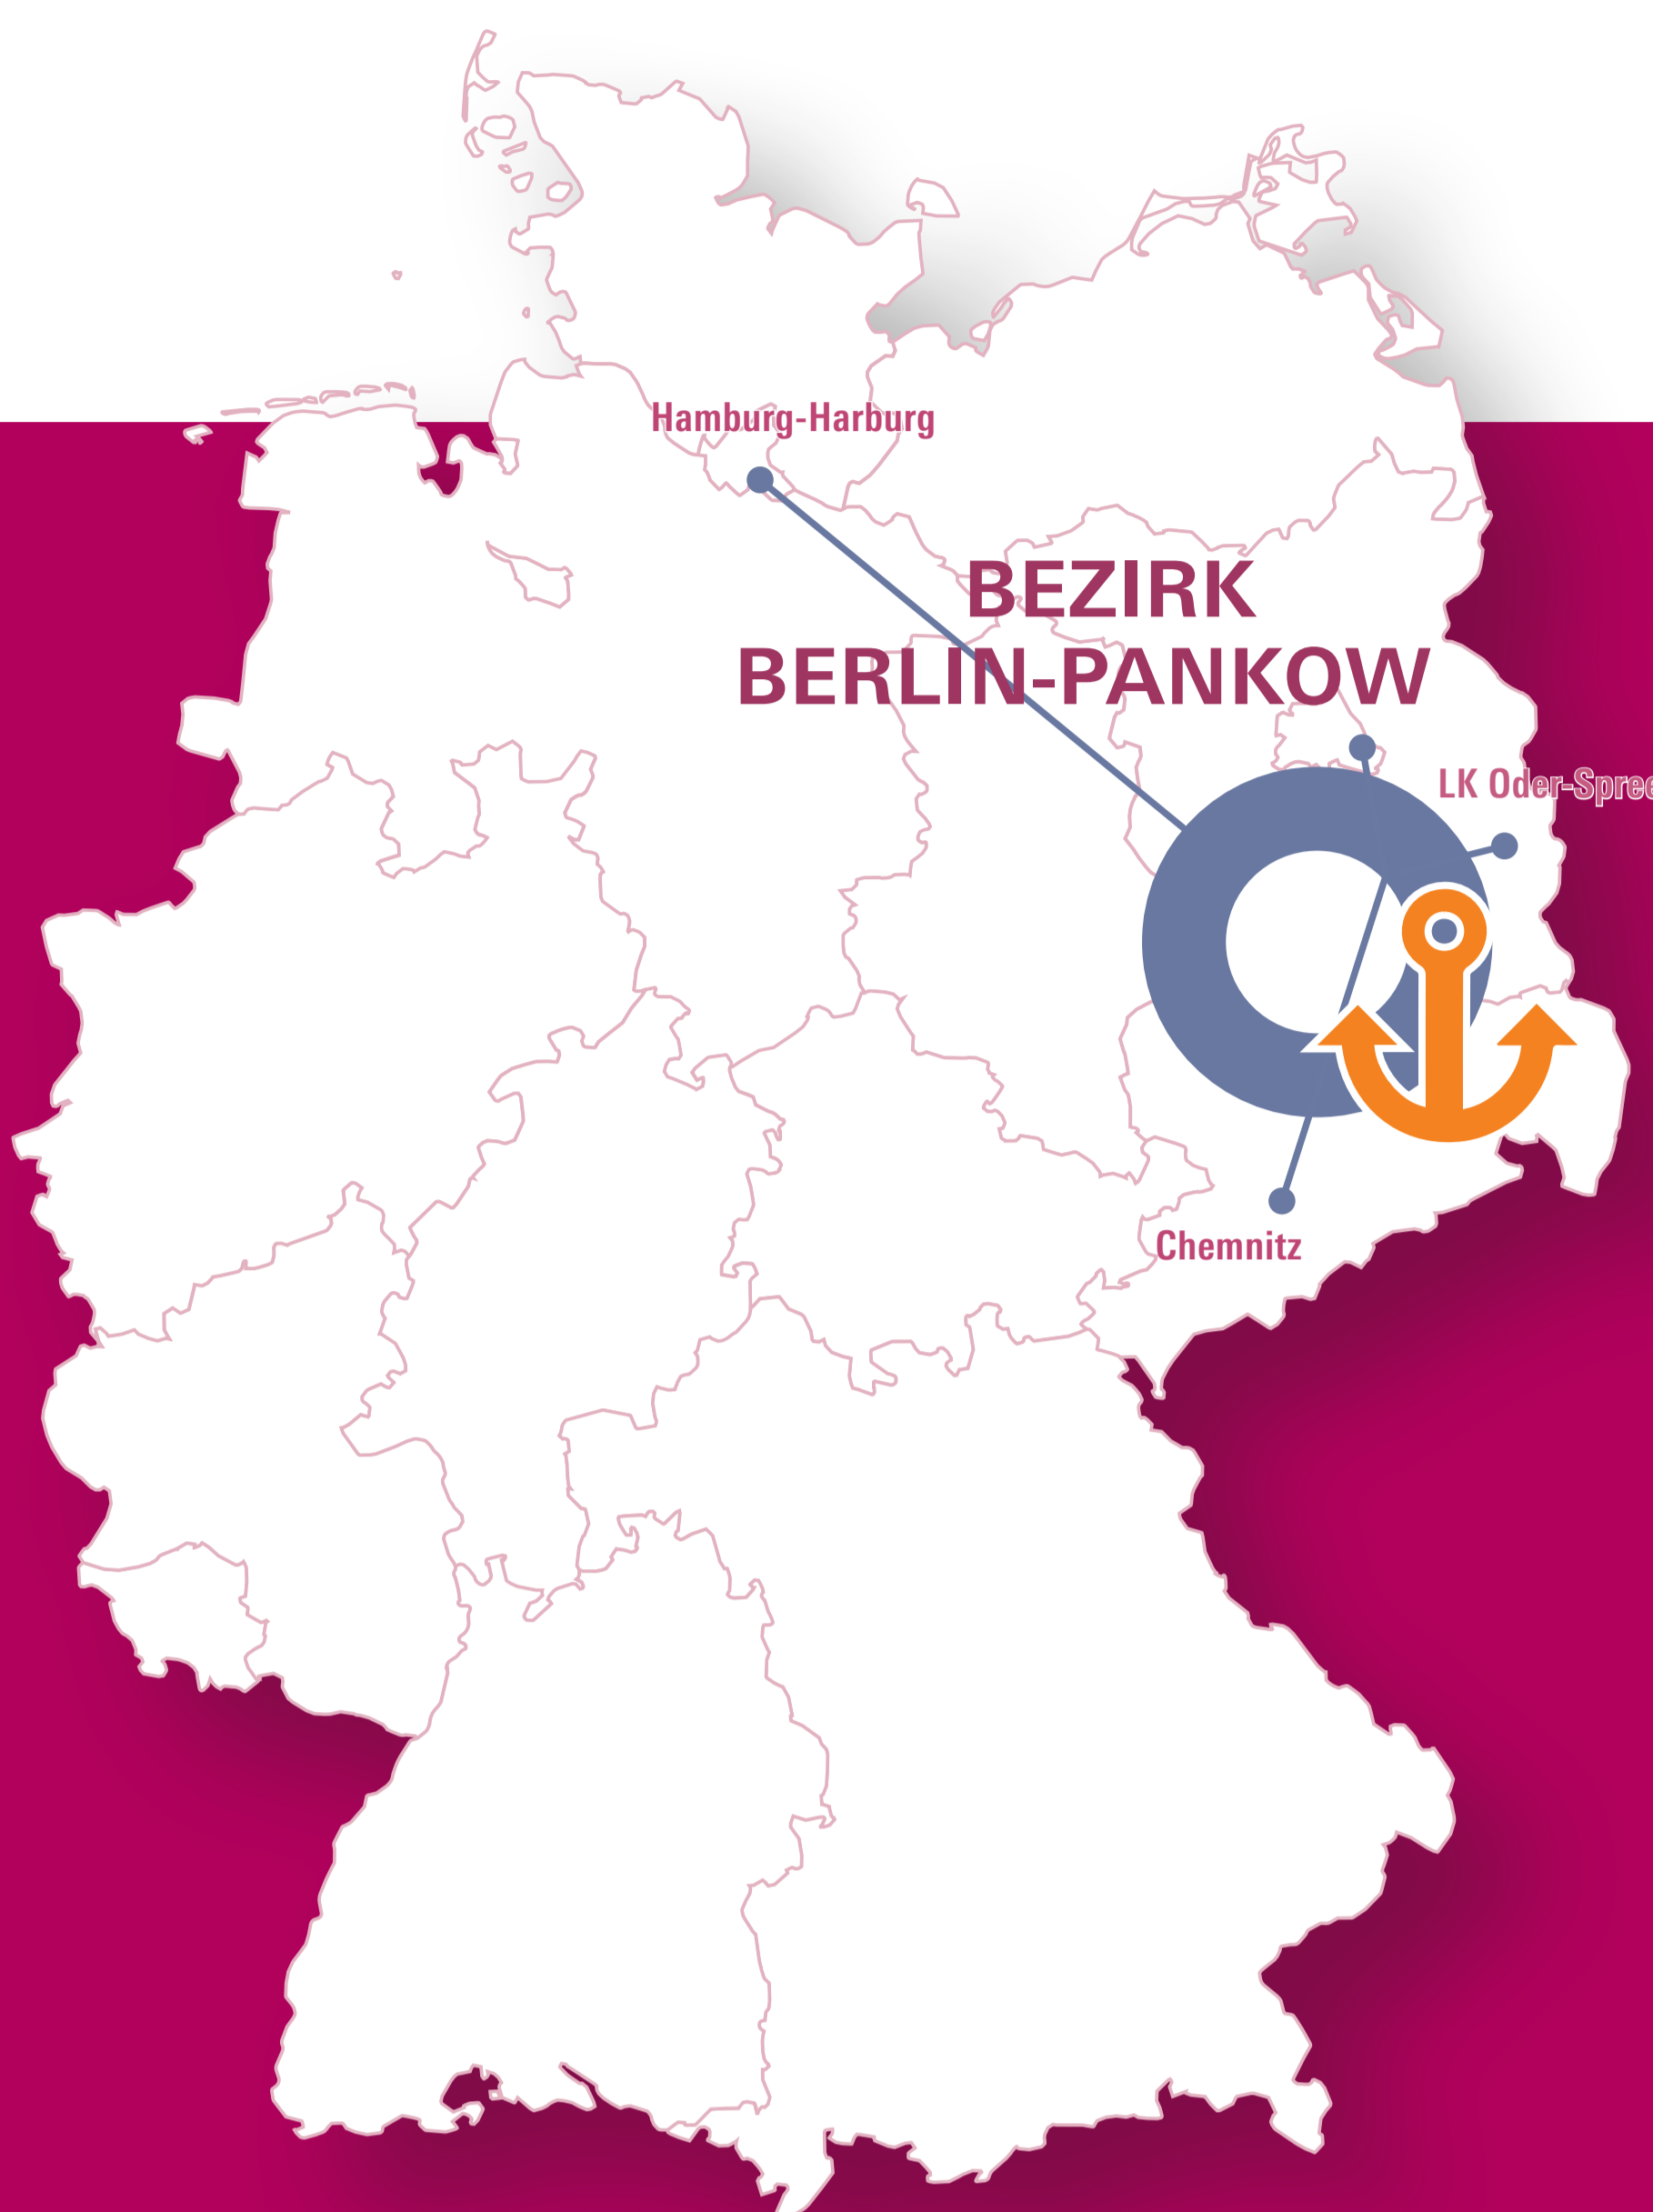 Hamburg-Harburg
BEZIRK
BERLIN-PANKOW
LK Oder-Spree
Chemnitz